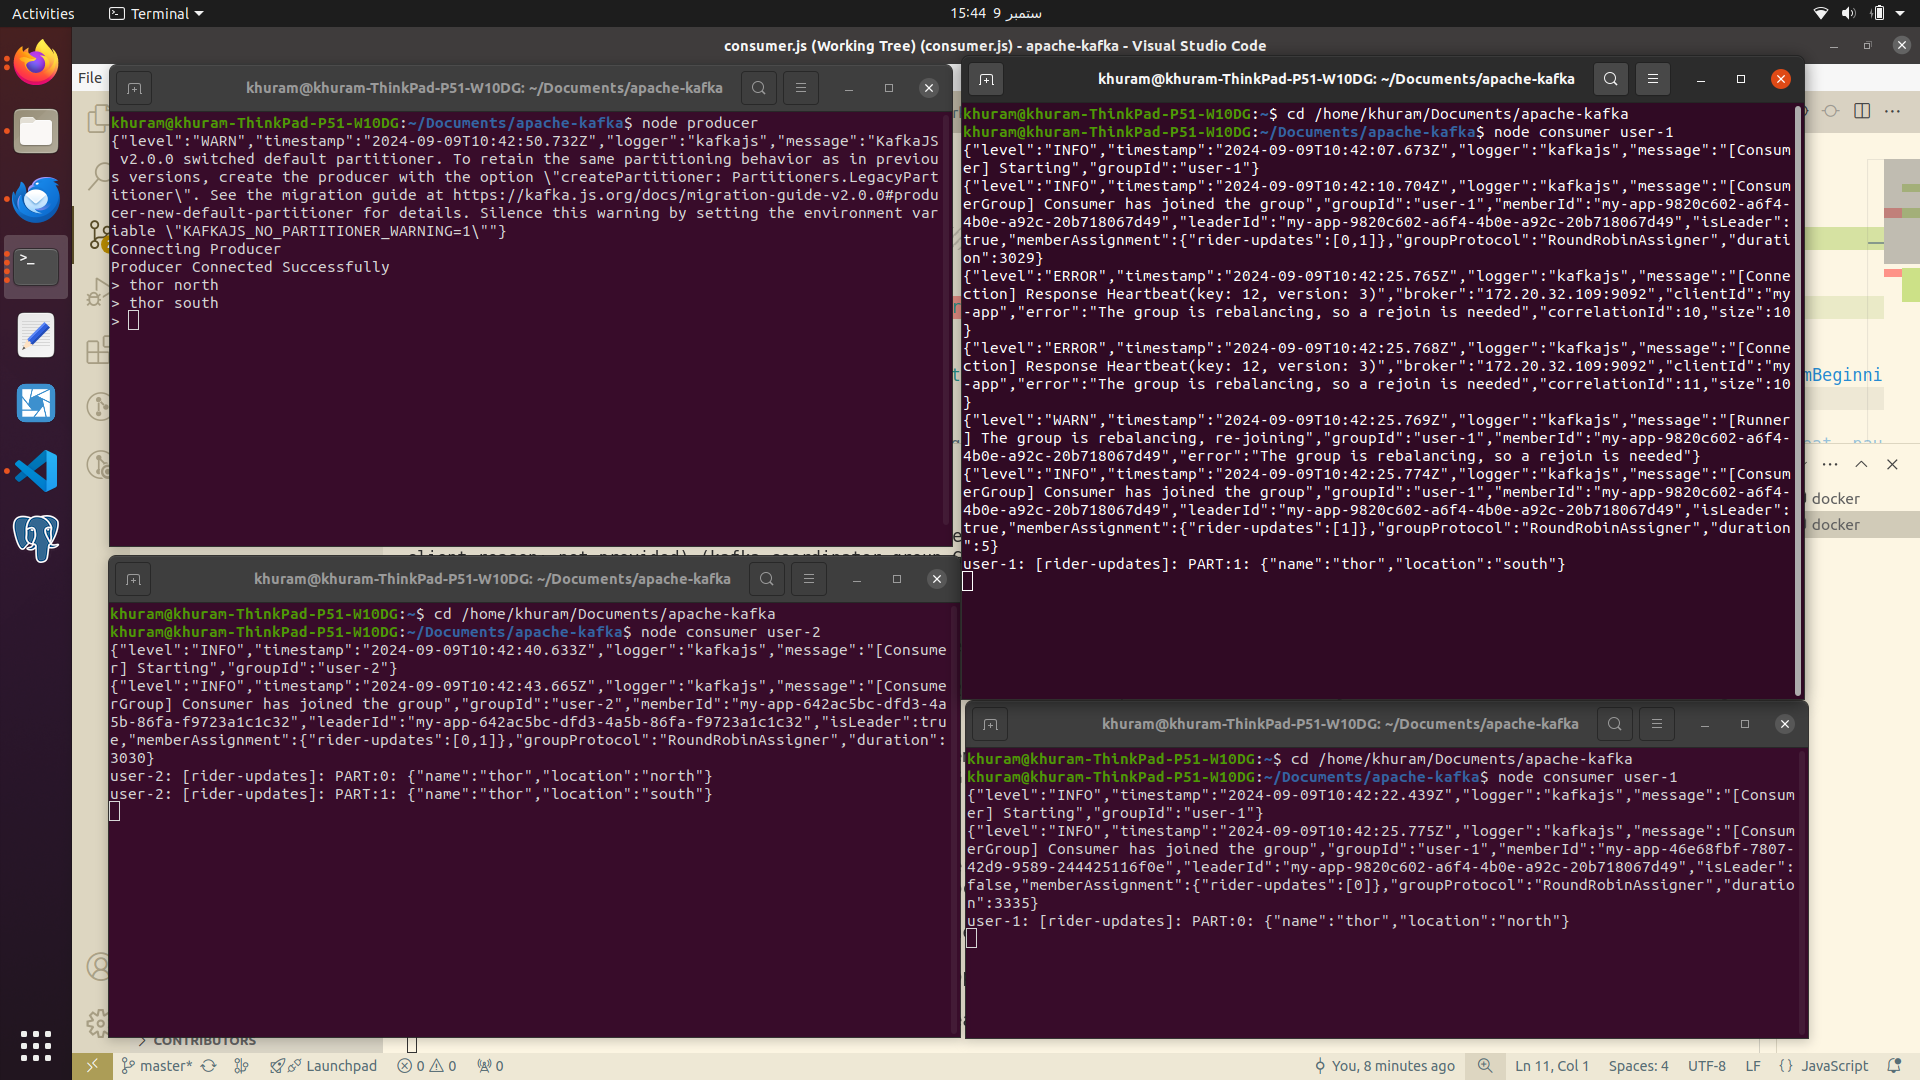 Activities
Terminal
15:44 9 ستمبر
consumer.js (Working Tree) (consumer.js) - apache-kafka - Visual Studio Code
File
khuram@khuram-ThinkPad-P51-W10DG: ~/Documents/apache-kafka
khuram@khuram-ThinkPad-P51-W10DG:~/Documents/apache-kafka$ node producer
{"level":"WARN","timestamp":"2024-09-09T10:42:50.732Z","logger":"kafkajs","message":"KafkaJS
v2.0.0 switched default partitioner. To retain the same partitioning behavior as in previou
s versions, create the producer with the option \"createPartitioner: Partitioners.LegacyPart
itioner\". See the migration guide at https://kafka.js.org/docs/migration-guide-v2.0.0#produ
cer-new-default-partitioner for details. Silence this warning by setting the environment var
iable \"KAFKAJS_NO_PARTITIONER_WARNING=1\""}
Connecting Producer
Producer Connected Successfully
> thor north
> thor south
>
khuram@khuram-ThinkPad-P51-W10DG: ~/Documents/apache-kafka
khuram@khuram-ThinkPad-P51-W10DG:~$ cd /home/khuram/Documents/apache-kafka
khuram@khuram-ThinkPad-P51-W10DG:~/Documents/apache-kafka$ node consumer user-1
{"level":"INFO","timestamp":"2024-09-09T10:42:07.673Z","logger":"kafkajs","message":"[Consum
er] Starting","groupId":"user-1"}
{"level":"INFO","timestamp":"2024-09-09T10:42:10.704Z","logger":"kafkajs","message":"[Consum
erGroup] Consumer has joined the group","groupId":"user-1","memberId":"my-app-9820c602-a6f4-
4b0e-a92c-20b718067d49","leaderId":"my-app-9820c602-a6f4-4b0e-a92c-20b718067d49","isLeader":
true,"memberAssignment":{"rider-updates":[0,1]},"groupProtocol":"RoundRobinAssigner","durati
on":3029}
{"level":"ERROR","timestamp":"2024-09-09T10:42:25.765Z","logger":"kafkajs","message":"[Conne
ction] Response Heartbeat(key: 12, version: 3)","broker":"172.20.32.109:9092","clientId":"my
-app","error":"The group is rebalancing, so a rejoin is needed","correlationId":10,"size":10
}
{"level":"ERROR","timestamp":"2024-09-09T10:42:25.768Z","logger":"kafkajs","message":"[Conne
ction] Response Heartbeat(key: 12, version: 3)","broker":"172.20.32.109:9092","clientId":"my
-app","error":"The group is rebalancing, so a rejoin is needed","correlationId":11,"size":10
}
{"level":"WARN","timestamp":"2024-09-09T10:42:25.769Z","logger":"kafkajs","message":"[Runner
] The group is rebalancing, re-joining","groupId":"user-1","memberId":"my-app-9820c602-a6f4-
4b0e-a92c-20b718067d49","error":"The group is rebalancing, so a rejoin is needed"}
{"level":"INFO","timestamp":"2024-09-09T10:42:25.774Z","logger":"kafkajs","message":"[Consum
erGroup] Consumer has joined the group","groupId":"user-1","memberId":"my-app-9820c602-a6f4-
4b0e-a92c-20b718067d49","leaderId":"my-app-9820c602-a6f4-4b0e-a92c-20b718067d49","isLeader":
true,"memberAssignment":{"rider-updates":[1]},"groupProtocol":"RoundRobinAssigner","duration
":5}
user-1: [rider-updates]: PART:1: {"name":"thor","location":"south"}
mBeginni
docker
docker
khuram@khuram-ThinkPad-P51-W10DG: ~/Documents/apache-kafka
khuram@khuram-ThinkPad-P51-W10DG:~$ cd /home/khuram/Documents/apache-kafka
khuram@khuram-ThinkPad-P51-W10DG:~/Documents/apache-kafka$ node consumer user-2
{"level":"INFO","timestamp":"2024-09-09T10:42:40.633Z","logger":"kafkajs","message":"[Consume
r] Starting","groupId":"user-2"}
{"level":"INFO","timestamp":"2024-09-09T10:42:43.665Z","logger":"kafkajs","message":"[Consume
rGroup] Consumer has joined the group","groupId":"user-2","memberId":"my-app-642ac5bc-dfd3-4a
5b-86fa-f9723a1c1c32","leaderId":"my-app-642ac5bc-dfd3-4a5b-86fa-f9723a1c1c32","isLeader":tru
e,"memberAssignment":{"rider-updates":[0,1]},"groupProtocol":"RoundRobinAssigner","duration":
3030}
user-2: [rider-updates]: PART:0: {"name":"thor","location":"north"}
user-2: [rider-updates]: PART:1: {"name":"thor","location":"south"}
khuram@khuram-ThinkPad-P51-W10DG: ~/Documents/apache-kafka
khuram@khuram-ThinkPad-P51-W10DG:~$ cd /home/khuram/Documents/apache-kafka
khuram@khuram-ThinkPad-P51-W10DG:~/Documents/apache-kafka$ node consumer user-1
{"level":"INFO","timestamp":"2024-09-09T10:42:22.439Z","logger":"kafkajs","message":"[Consum
er] Starting","groupId":"user-1"}
{"level":"INFO","timestamp":"2024-09-09T10:42:25.775Z","logger":"kafkajs","message":"[Consum
erGroup] Consumer has joined the group","groupId":"user-1","memberId":"my-app-46e68fbf-7807-
42d9-9589-244425116f0e","leaderId":"my-app-9820c602-a6f4-4b0e-a92c-20b718067d49","isLeader":
false,"memberAssignment":{"rider-updates":[0]},"groupProtocol":"RoundRobinAssigner","duratio
n":3335}
user-1: [rider-updates]: PART:0: {"name":"thor","location":"north"}
CONTRIBUTORS
master* Launchpad 0 0 0 You, 8 minutes ago Ln 11, Col 1 Spaces: 4 UTF-8 LF {} JavaScript